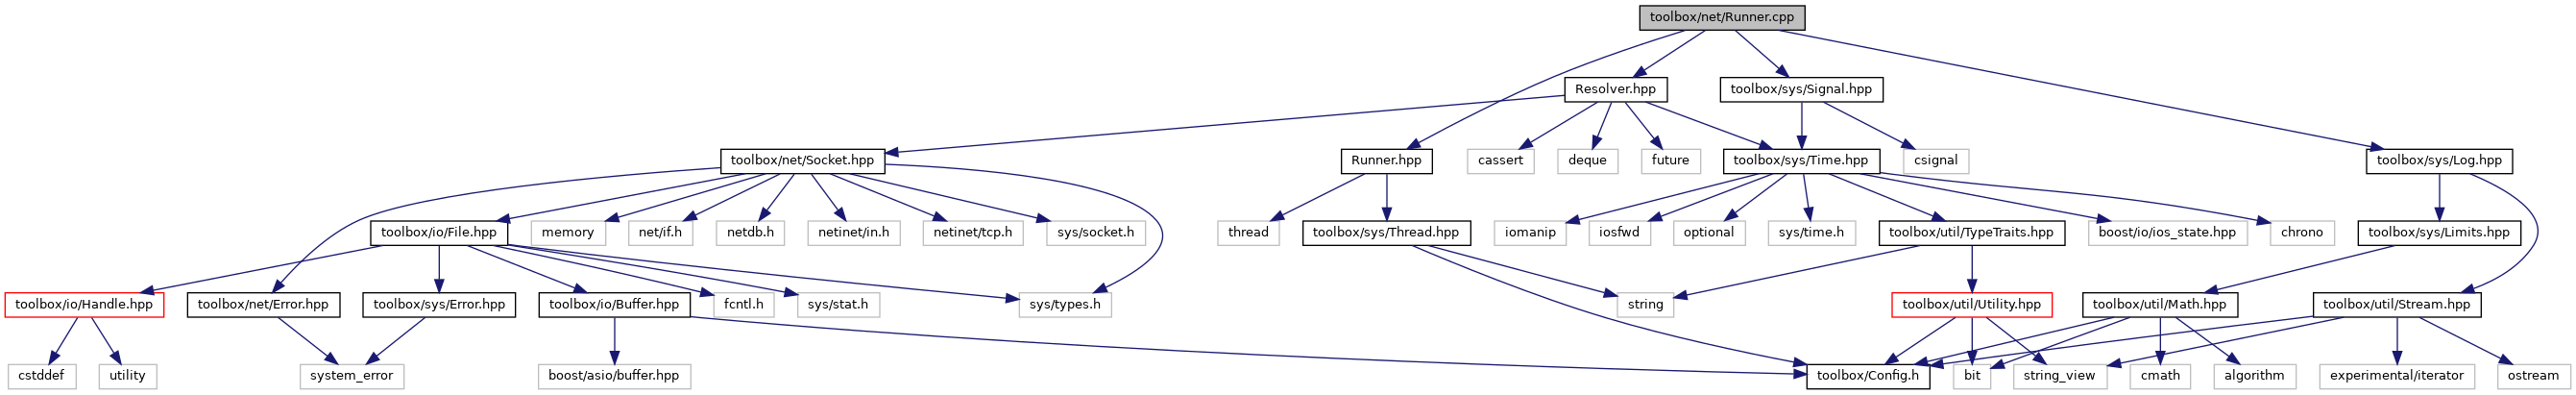 toolbox/net/Runner.cpp
Resolver.hpp
toolbox/sys/Signal.hpp
toolbox/net/Socket.hpp
Runner.hpp
cassert
deque
future
toolbox/sys/Time.hpp
csignal
toolbox/sys/Log.hpp
toolbox/io/File.hpp
memory
net/if.h
netdb.h
netinet/in.h
netinet/tcp.h
sys/socket.h
thread
toolbox/sys/Thread.hpp
iomanip
iosfwd
optional
sys/time.h
toolbox/util/TypeTraits.hpp
boost/io/ios_state.hpp
chrono
toolbox/sys/Limits.hpp
toolbox/io/Handle.hpp
toolbox/net/Error.hpp
toolbox/sys/Error.hpp
toolbox/io/Buffer.hpp
fcntl.h
sys/stat.h
sys/types.h
string
toolbox/util/Utility.hpp
toolbox/util/Math.hpp
toolbox/util/Stream.hpp
cstddef
utility
system_error
boost/asio/buffer.hpp
toolbox/Config.h
bit
string_view
cmath
algorithm
experimental/iterator
ostream